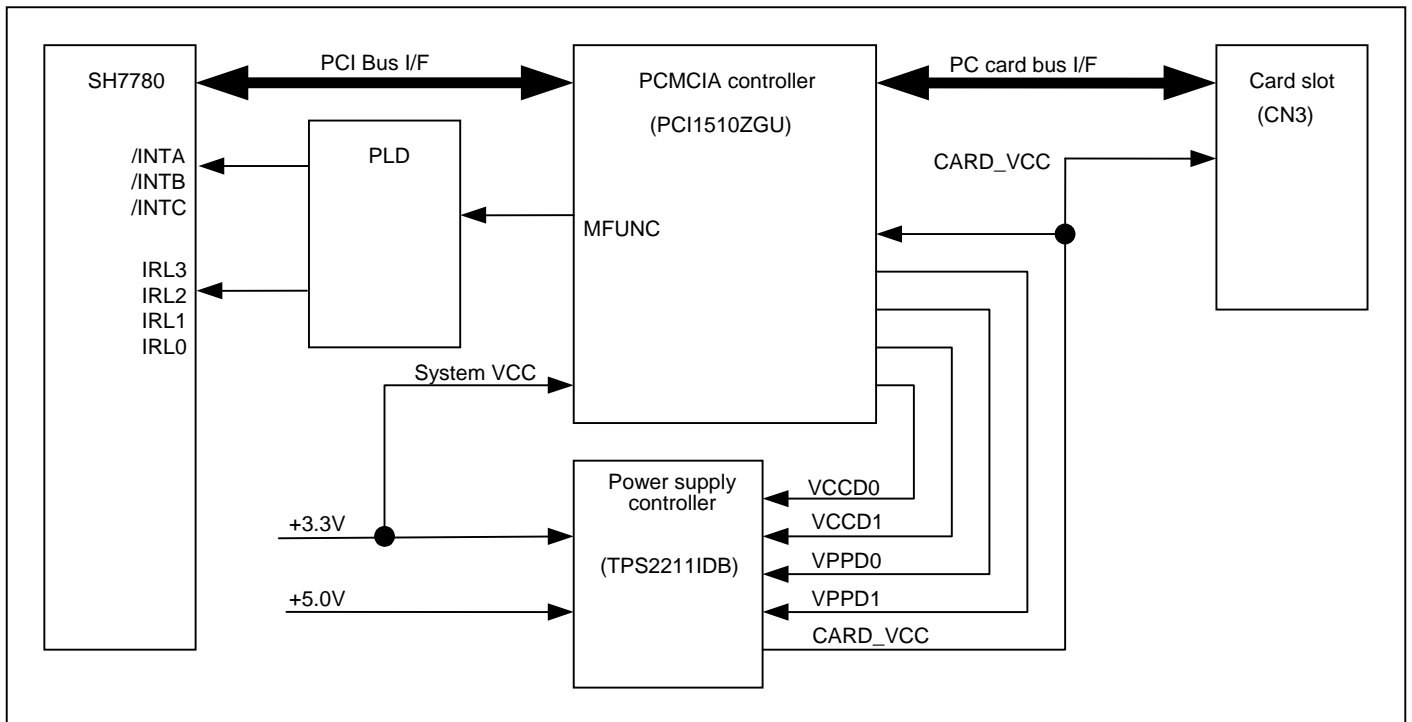 SH7780
PCI Bus I/F
PCMCIA controller
(PCI1510ZGU)
PC card bus I/F
Card slot
(CN3)
/INTA
/INTB
/INTC
PLD
CARD_VCC
MFUNC
IRL3
IRL2
IRL1
IRL0
System VCC
Power supply
controller
(TPS2211IDB)
+3.3V
+5.0V
VCCD0
VCCD1
VPPD0
VPPD1
CARD_VCC